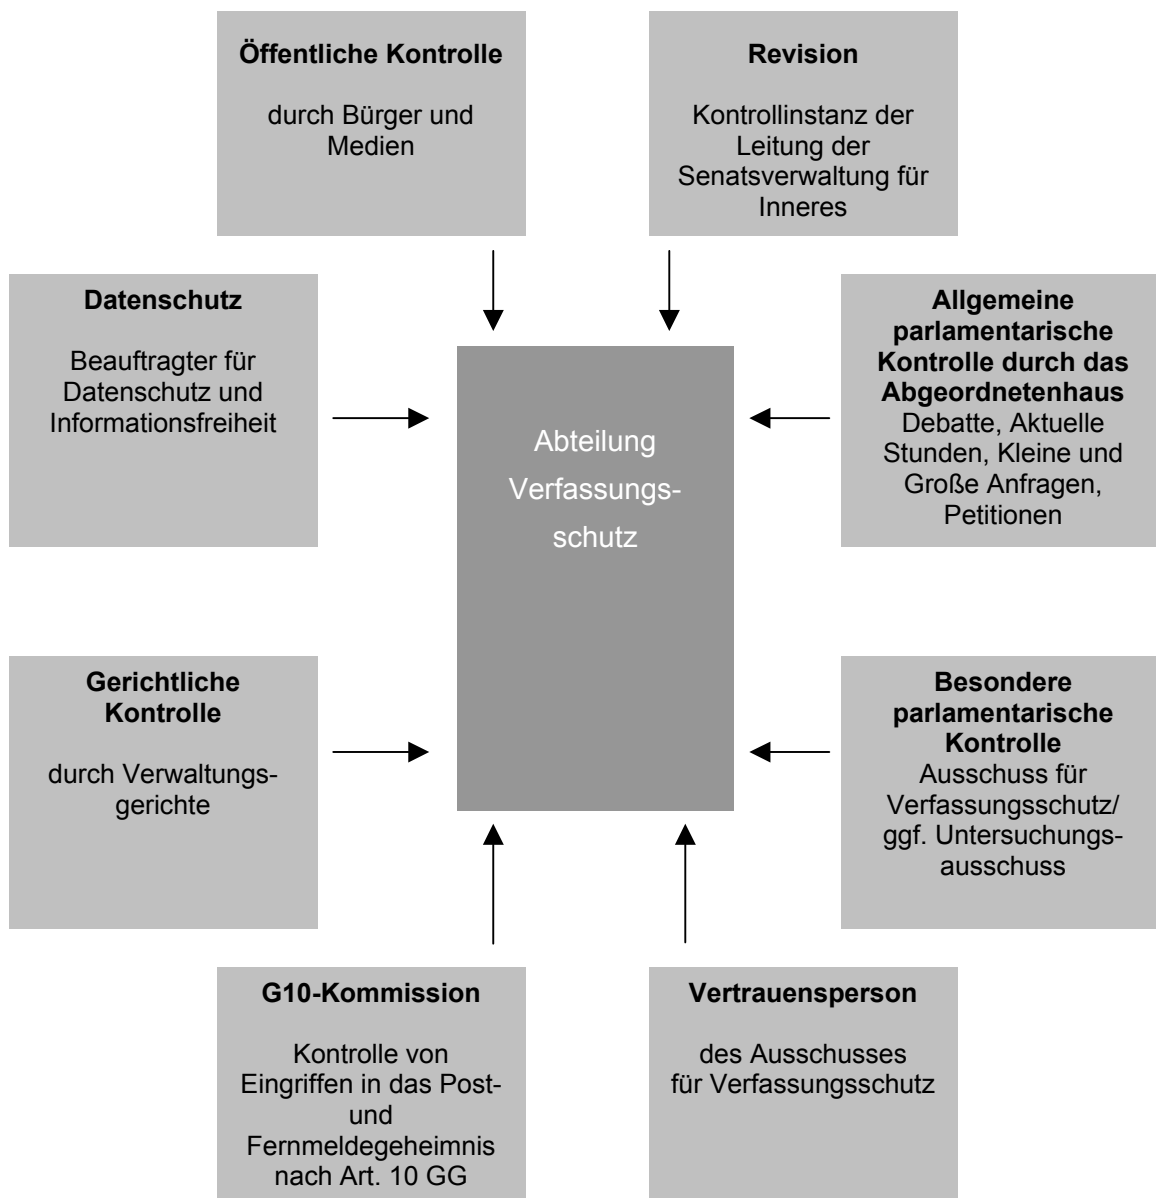 Öffentliche Kontrolle
durch Bürger und
Medien
Revision
Kontrollinstanz der
Leitung der
Senatsverwaltung für
Inneres
Datenschutz
Beauftragter für
Datenschutz und
Informationsfreiheit
Abteilung
Verfassungs-
schutz
Allgemeine
parlamentarische
Kontrolle durch das
Abgeordnetenhaus
Debatte, Aktuelle
Stunden, Kleine und
Große Anfragen,
Petitionen
Gerichtliche
Kontrolle
durch Verwaltungs-
gerichte
Besondere
parlamentarische
Kontrolle
Ausschuss für
Verfassungsschutz/
ggf. Untersuchungs-
ausschuss
G10-Kommission
Kontrolle von
Eingriffen in das Post-
und
Fernmeldegeheimnis
nach Art. 10 GG
Vertrauensperson
des Ausschusses
für Verfassungsschutz